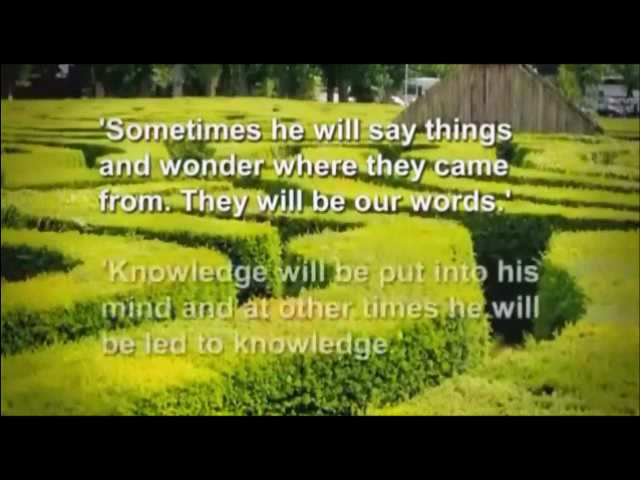 'Sometimes he will say things
and wonder where they came
from. They will be our words.'
'Knowledge will be put into his
mind and at other times he will
be led to knowledge.'